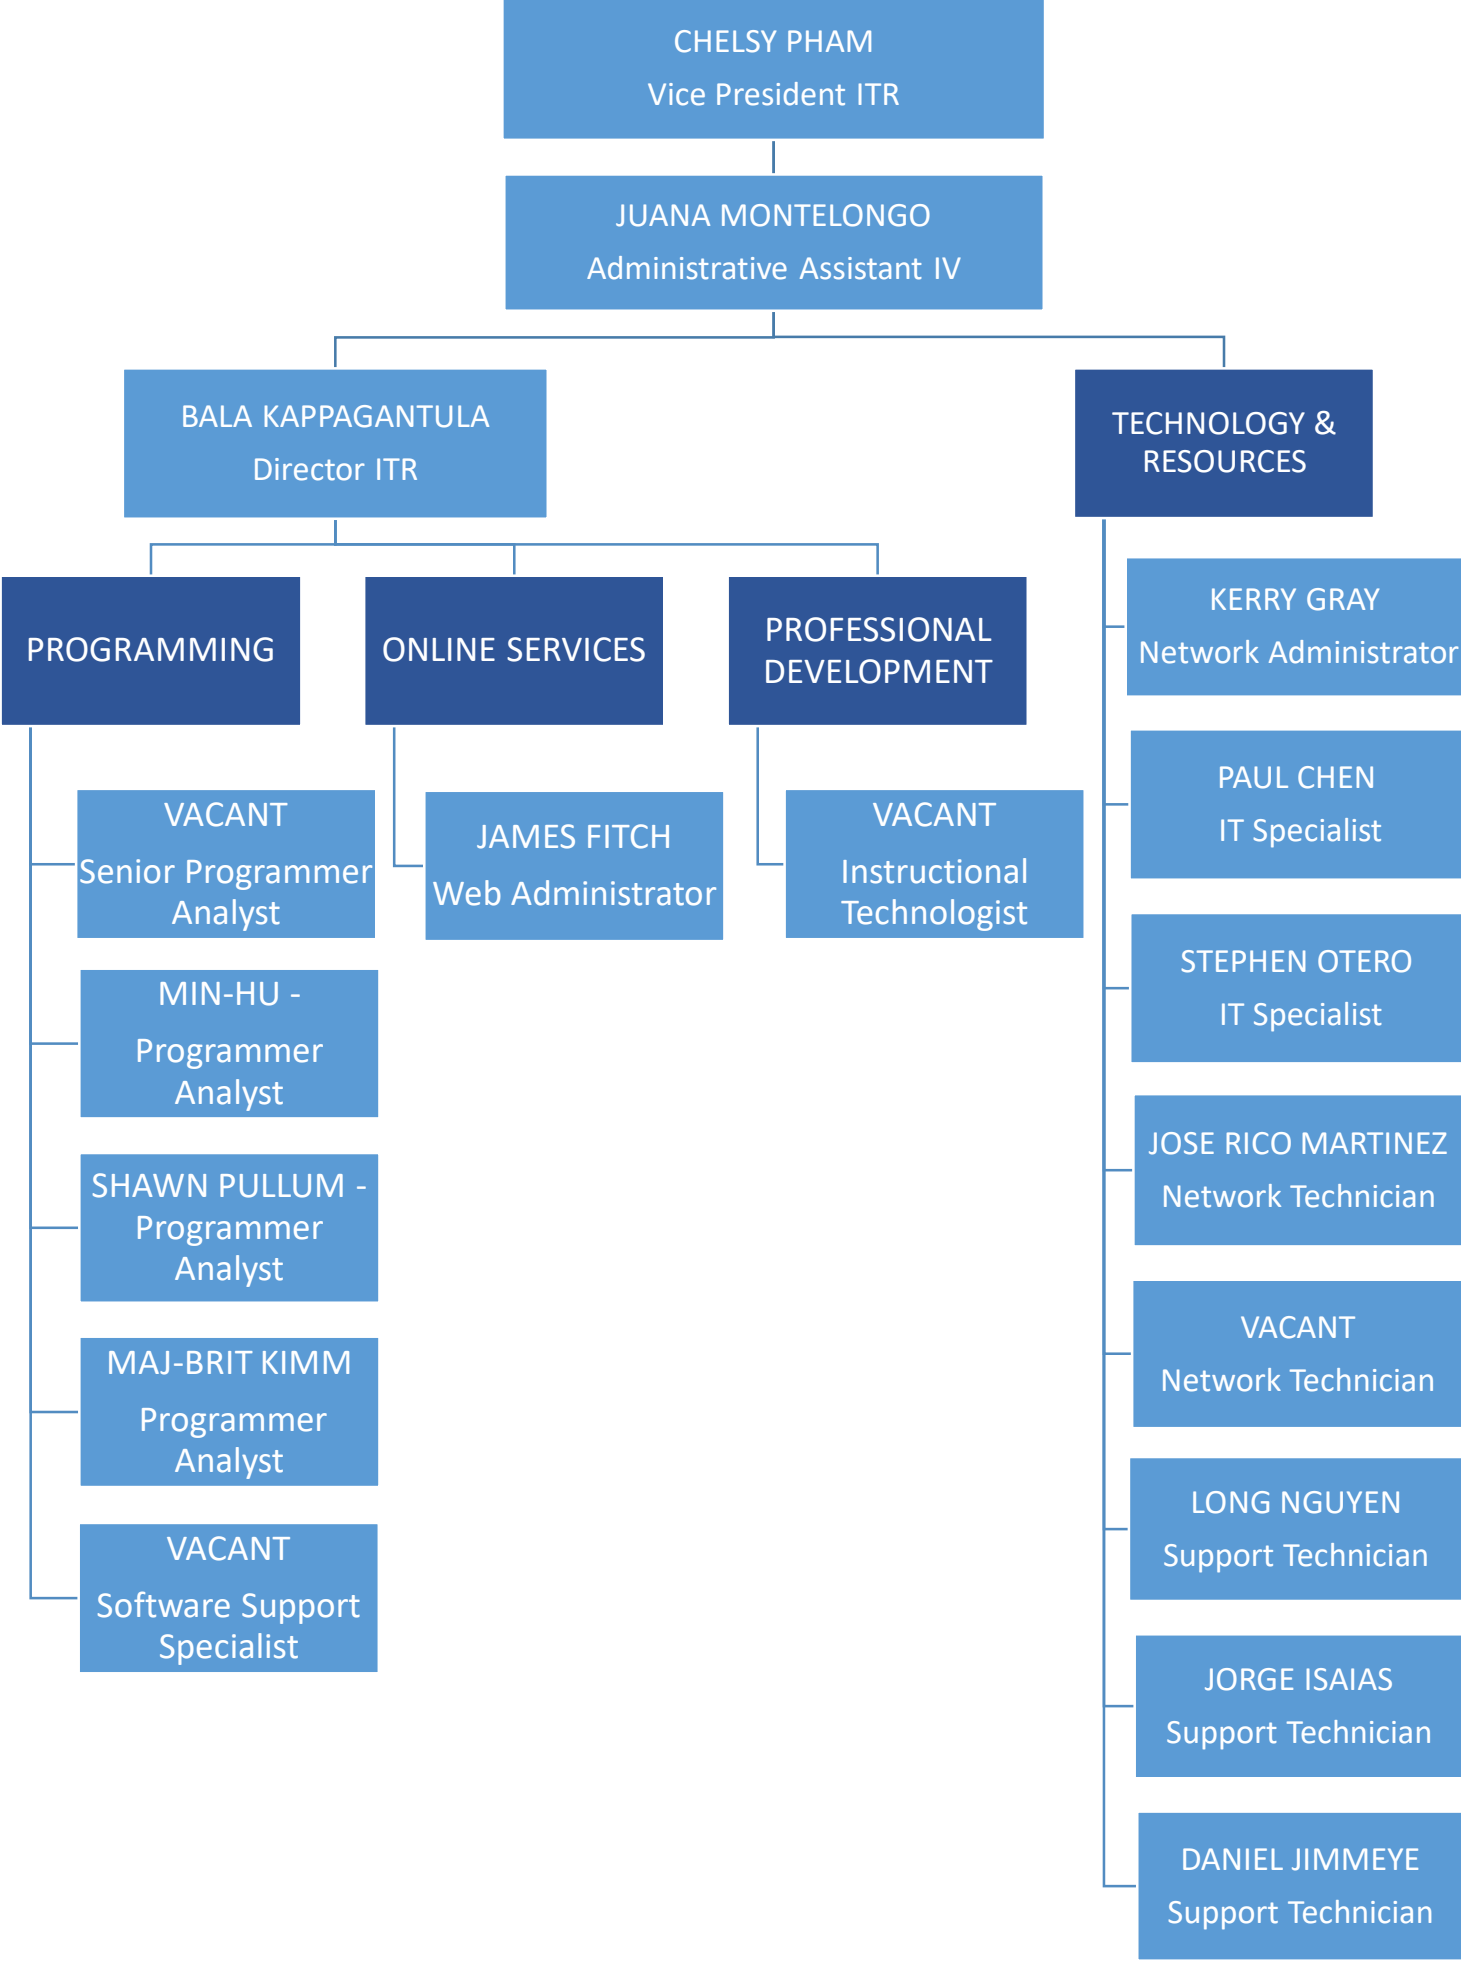 CHELSY PHAM
Vice President ITR
JUANA MONTELONGO
Administrative Assistant IV
BALA KAPPAGANTULA
Director ITR
TECHNOLOGY &
RESOURCES
PROGRAMMING
ONLINE SERVICES
PROFESSIONAL
DEVELOPMENT
VACANT
Senior Programmer
Analyst
MIN-HU -
Programmer
Analyst
SHAWN PULLUM -
Programmer
Analyst
MAJ-BRIT KIMM
Programmer
Analyst
VACANT
Software Support
Specialist
JAMES FITCH
Web Administrator
VACANT
Instructional
Technologist
KERRY GRAY
Network Administrator
PAUL CHEN
IT Specialist
STEPHEN OTERO
IT Specialist
JOSE RICO MARTINEZ
Network Technician
VACANT
Network Technician
LONG NGUYEN
Support Technician
JORGE ISAIAS
Support Technician
DANIEL JIMMEYE
Support Technician